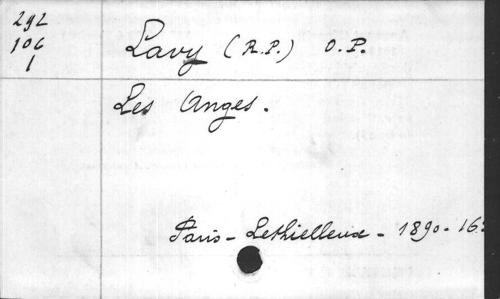 292
106
1
Lavy (R.P.) O.P.
Les Anges.
Paris - Lethielleux - 1890 - 16